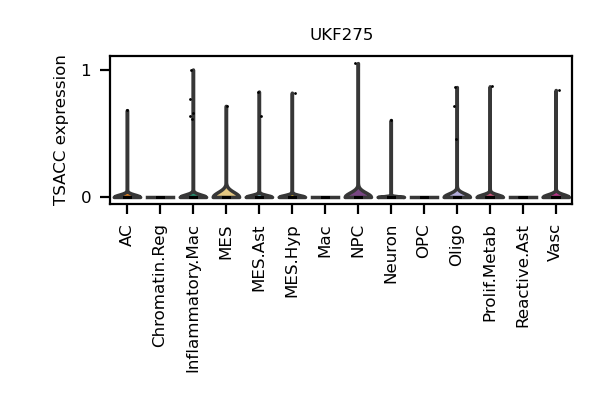 UKF275
TSACC expression
1
0
AC
Chromatin.Reg
Inflammatory.Mac
MES
MES.Ast
MES.Hyp
Mac
NPC
Neuron
OPC
Oligo
Prolif.Metab
Reactive.Ast
Vasc